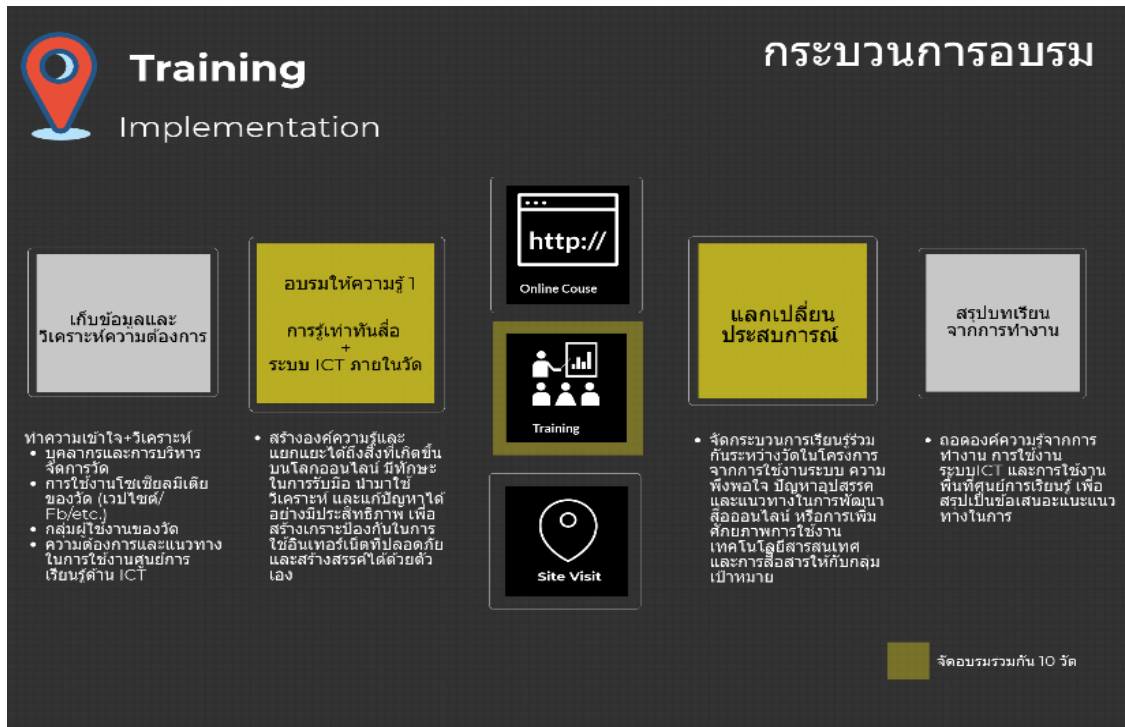 Training
Implementation
กระบวนการอบรม
เก็บข้อมูลและ
วิเคราะห์ความต้องการ
ทำความเข้าใจ+วิเคราะห์
• บุคลากรและการบริหาร
จัดการวัด
• การใช้งานโซเชียลมีเดีย
ของวัด (เวปไซต์/
Fb/etc.)
• กลุ่มผู้ใช้งานของวัด
• ความต้องการและแนวทาง
ในการใช้งานศูนย์การ
เรียนรู้ด้าน ICT
อบรมให้ความรู้ 1
การรู้เท่าทันสื่อ
+
ระบบ ICT ภายในวัด
• สร้างองค์ความรู้และ
แยกแยะได้ถึงสิ่งที่เกิดขึ้น
บนโลกออนไลน์ มีทักษะ
ในการรับมือ นำมาใช้
วิเคราะห์ และแก้ปัญหาได้
อย่างมีประสิทธิภาพ เพื่อ
สร้างเกราะป้องกันในการ
ใช้อินเทอร์เน็ตที่ปลอดภัย
และสร้างสรรค์ได้ด้วยตัว
เอง
http://
Online Couse
Training
Site Visit
แลกเปลี่ยน
ประสบการณ์
• จัดกระบวนการเรียนรู้ร่วม
กันระหว่างวัดในโครงการ
จากการใช้งานระบบ ความ
พึงพอใจ ปัญหาอุปสรรค
และแนวทางในการพัฒนา
สื่อออนไลน์ หรือการเพิ่ม
ศักยภาพการใช้งาน
เทคโนโลยีสารสนเทศ
และการสื่อสารให้กับกลุ่ม
เป้าหมาย
สรุปบทเรียน
จากการทำงาน
• ถอดองค์ความรู้จากการ
ทำงาน การใช้งาน
ระบบICT และการใช้งาน
พื้นที่ศูนย์การเรียนรู้ เพื่อ
สรุปเป็นข้อเสนอะแนะแนว
ทางในการ
จัดอบรมรวมกัน 10 วัด